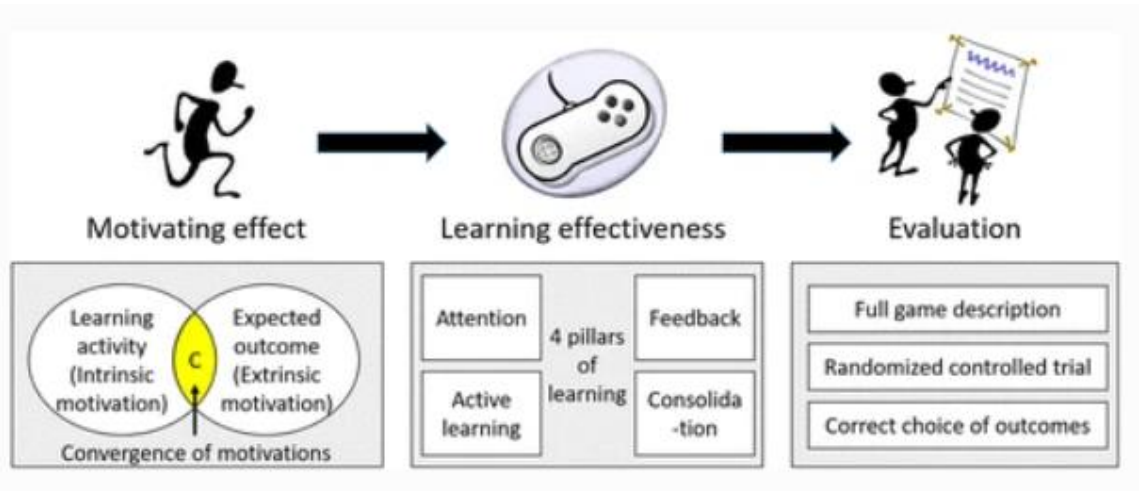 Motivating effect
Learning effectiveness
Evaluation
Learning
activity
(Intrinsic
motivation)
C
Expected
outcome
(Extrinsic
motivation)
Convergence of motivations
Attention
Feedback
4 pillars
of
learning
Active
learning
Consolida
-tion
Full game description
Randomized controlled trial
Correct choice of outcomes